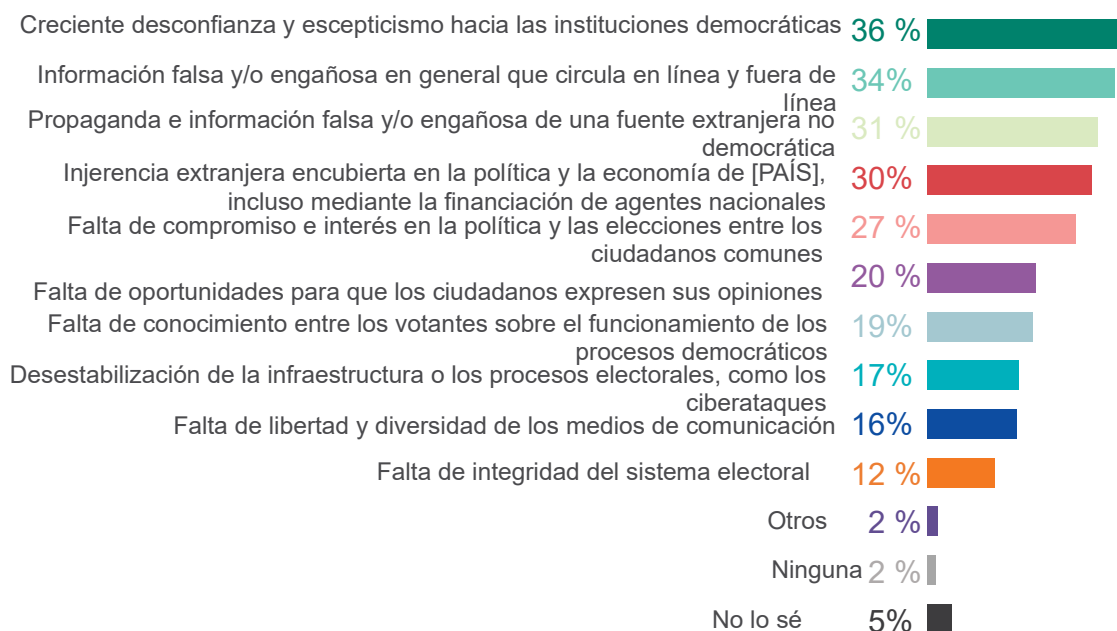 Creciente desconfianza y escepticismo hacia las instituciones democráticas 36 %
Información falsa y/o engañosa en general que circula en línea y fuera de
línea
34%
Propaganda e información falsa y/o engañosa de una fuente extranjera no
democrática
31 %
Injerencia extranjera encubierta en la política y la economía de [PAÍS],
incluso mediante la financiación de agentes nacionales
30%
Falta de compromiso e interés en la política y las elecciones entre los
ciudadanos comunes
27 %
Falta de oportunidades para que los ciudadanos expresen sus opiniones
20 %
Falta de conocimiento entre los votantes sobre el funcionamiento de los
procesos democráticos
19%
Desestabilización de la infraestructura o los procesos electorales, como los
ciberataques
17%
Falta de libertad y diversidad de los medios de comunicación 16%
Falta de integridad del sistema electoral 12 %
Otros 2 %
Ninguna 2 %
No lo sé 5%